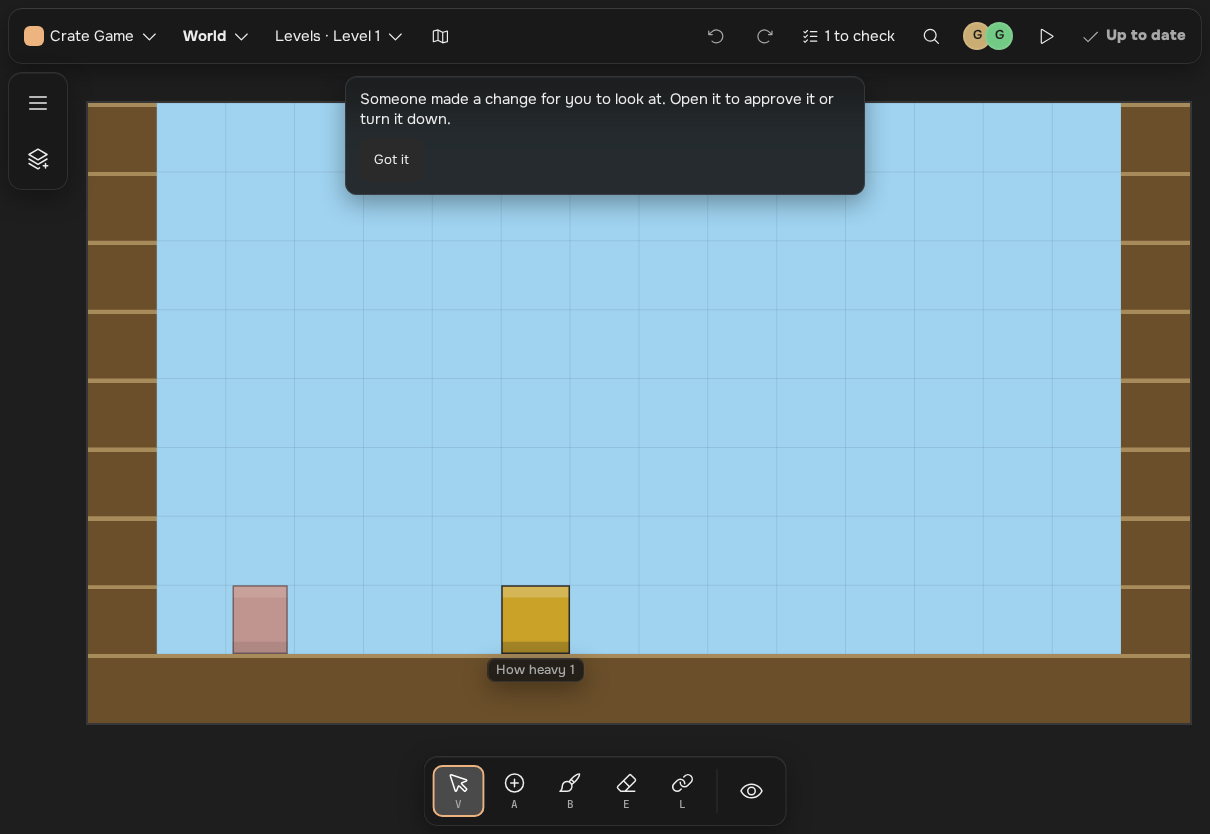 Crate Game
World
Levels · Level 1
1 to check
G
G
Up to date
Someone made a change for you to look at. Open it to approve it or
turn it down.
Got it
How heavy 1
V
A
B
E
L